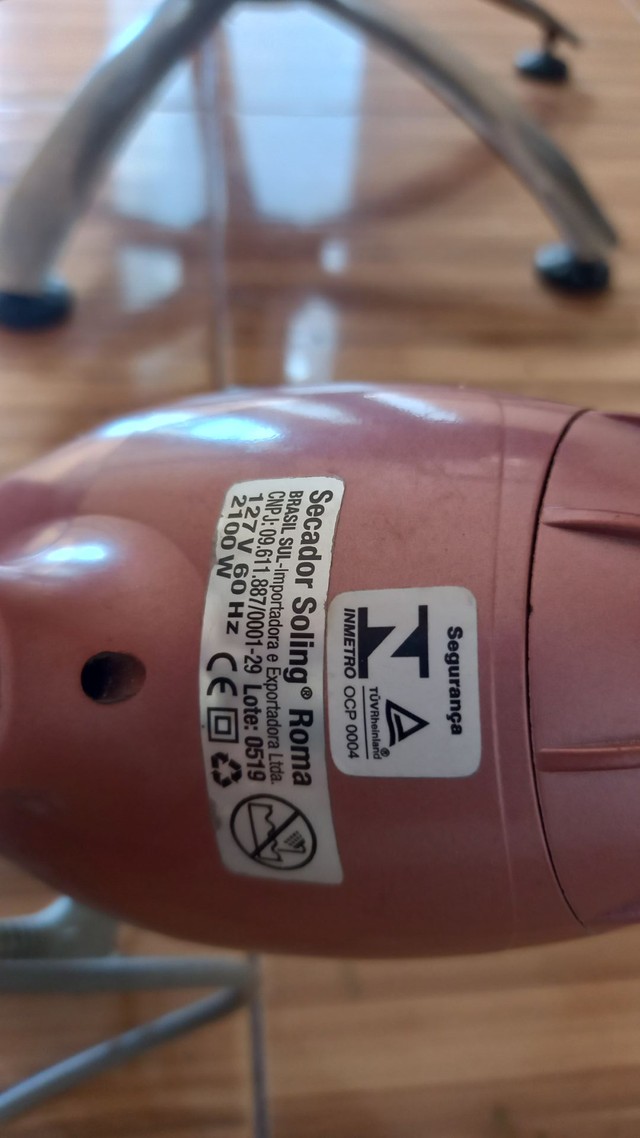 Secador Soling® Roma
BRASIL SUL-Importadora e Exportadora Ltda.
CNPJ: 09.611.887/0001-29 Lote: 0519
127V 60 Hz
2100 W
CE
Segurança
TÜVRheinland®
INMETRO OCP 0004